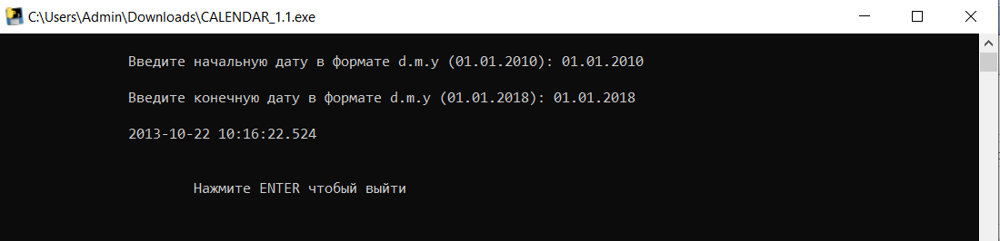 C:\Users\Admin\Downloads\CALENDAR_1.1.exe
Введите начальную дату в формате d.m.y (01.01.2010): 01.01.2010
Введите конечную дату в формате d.m.y (01.01.2018): 01.01.2018
2013-10-22 10:16:22.524
Нажмите ENTER чтобый выйти